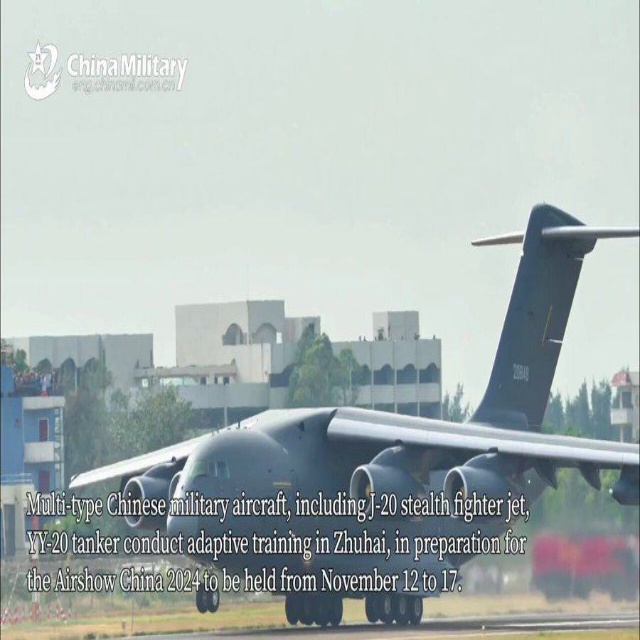 China Military
eng.chinamil.com.cn
Multi-type Chinese military aircraft, including J-20 stealth fighter jet,
YY-20 tanker conduct adaptive training in Zhuhai, in preparation for
the Airshow China 2024 to be held from November 12 to 17.